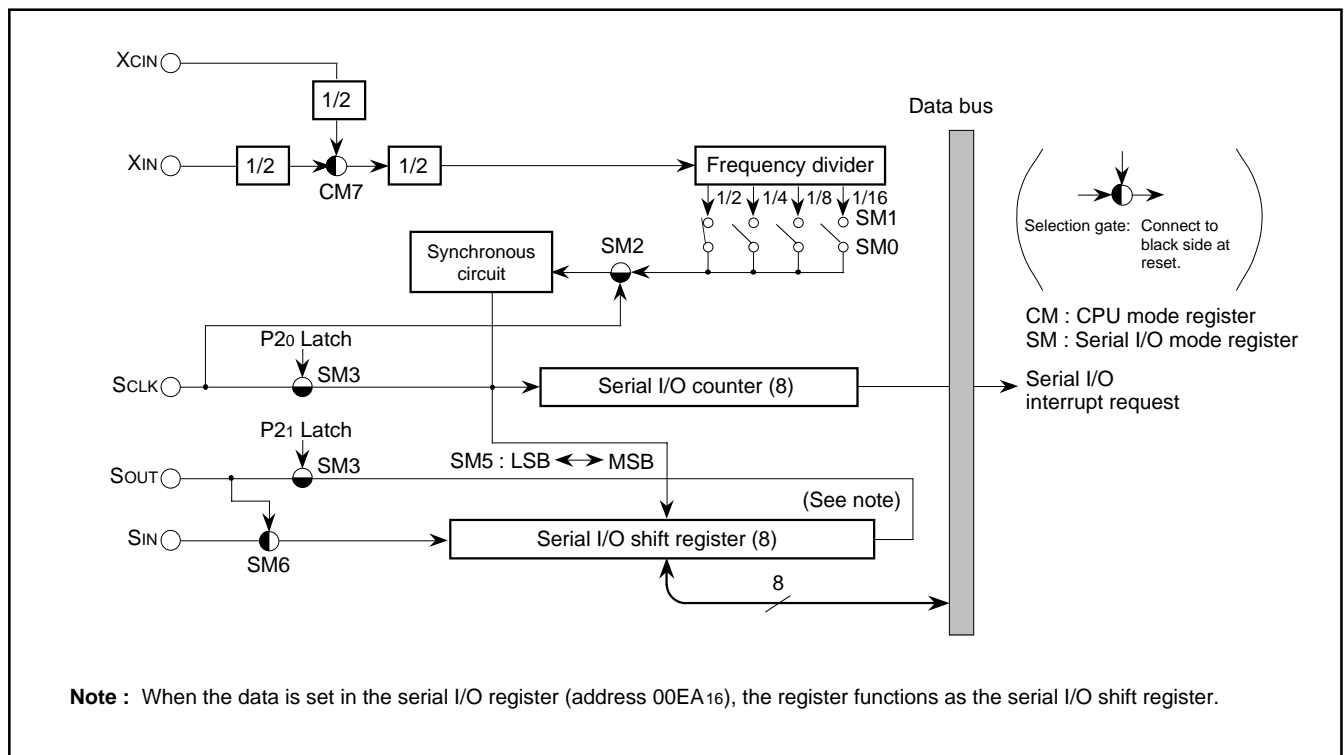 XCIN
1/2
Data bus
XIN
1/2
1/2
Frequency divider
CM7
1/2
1/4
1/8
1/16
SM1
SM0
Selection gate: Connect to
black side at
reset.
Synchronous
circuit
SM2
CM : CPU mode register
SM : Serial I/O mode register
P20 Latch
SCLK
SM3
Serial I/O counter (8)
Serial I/O
interrupt request
P21 Latch
SOUT
SM3
SM5 : LSB ↔ MSB
(See note)
SIN
Serial I/O shift register (8)
SM6
8
Note : When the data is set in the serial I/O register (address 00EA16), the register functions as the serial I/O shift register.